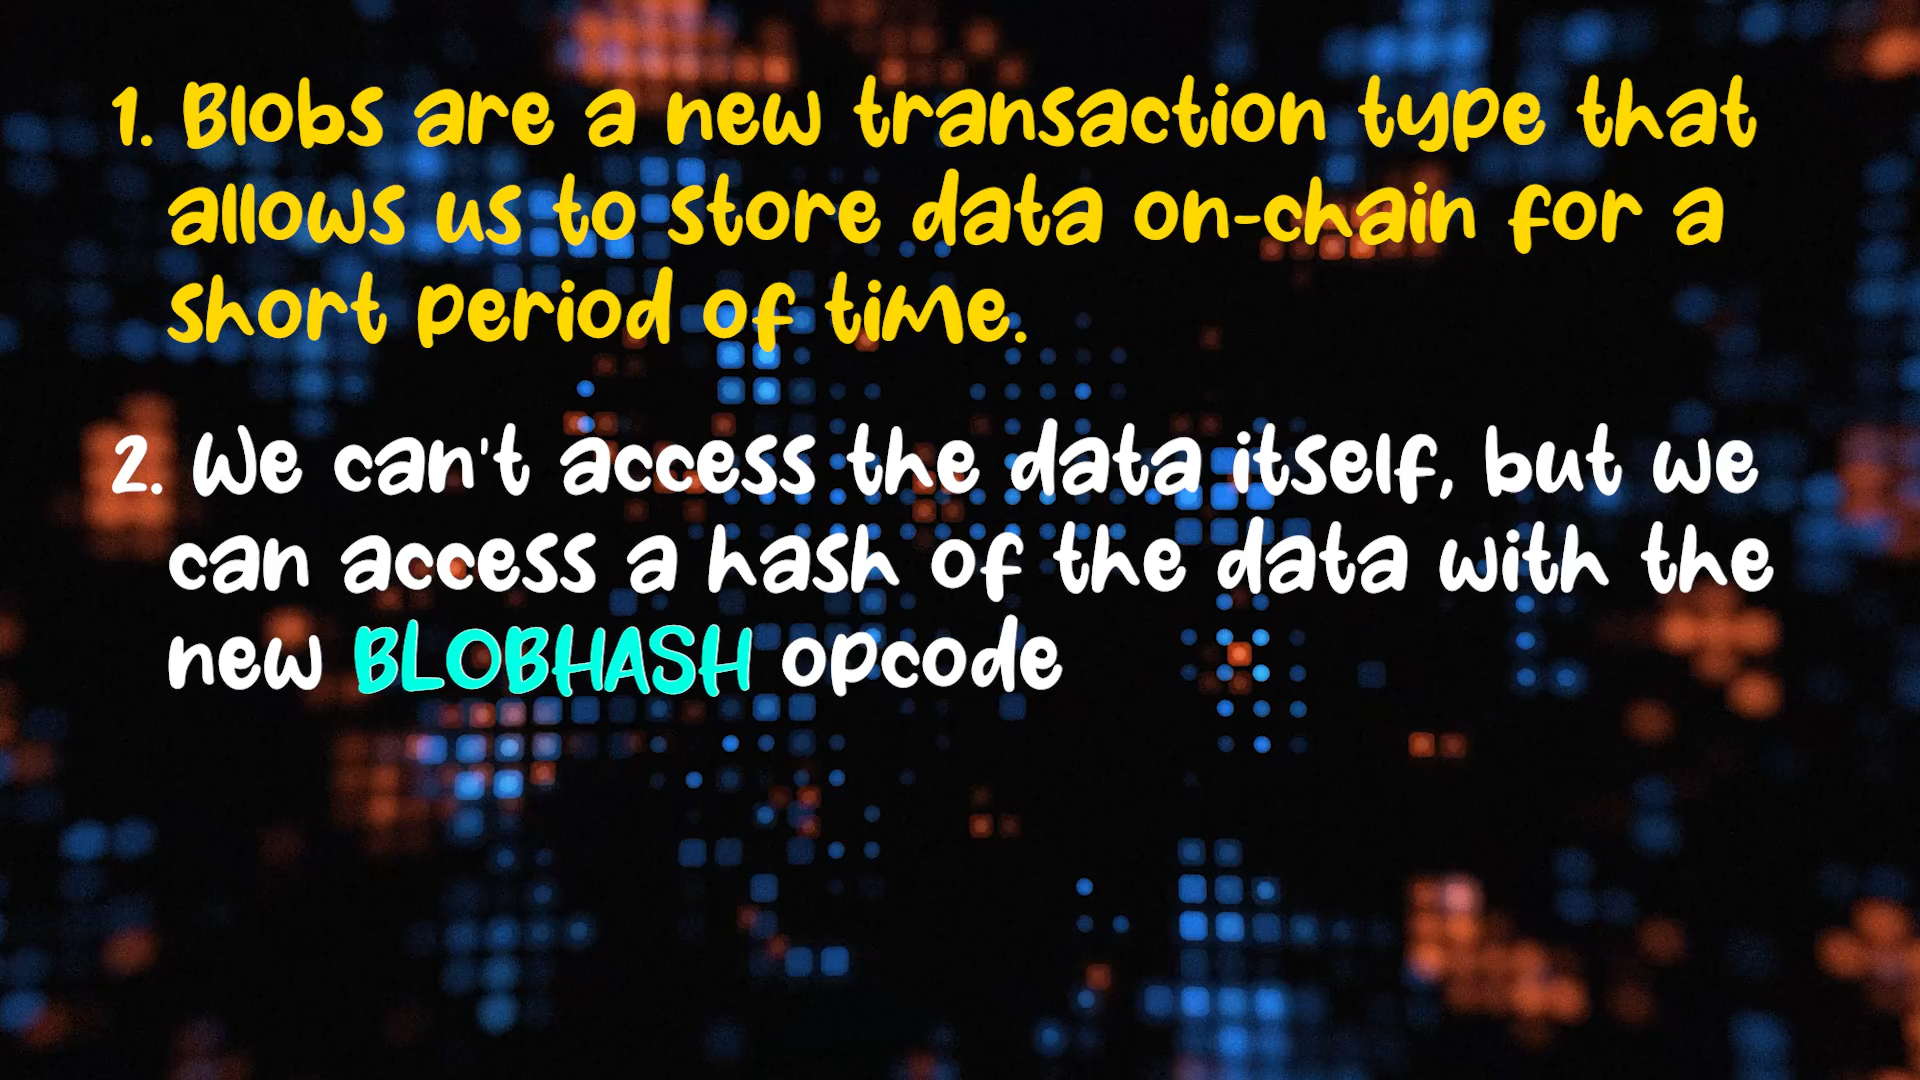 1. Blobs are a new transaction type that
allows us to store data on-chain for a
short period of time.
2. We can't access the data itself, but we
can access a hash of the data with the
new BLOBHASH opcode